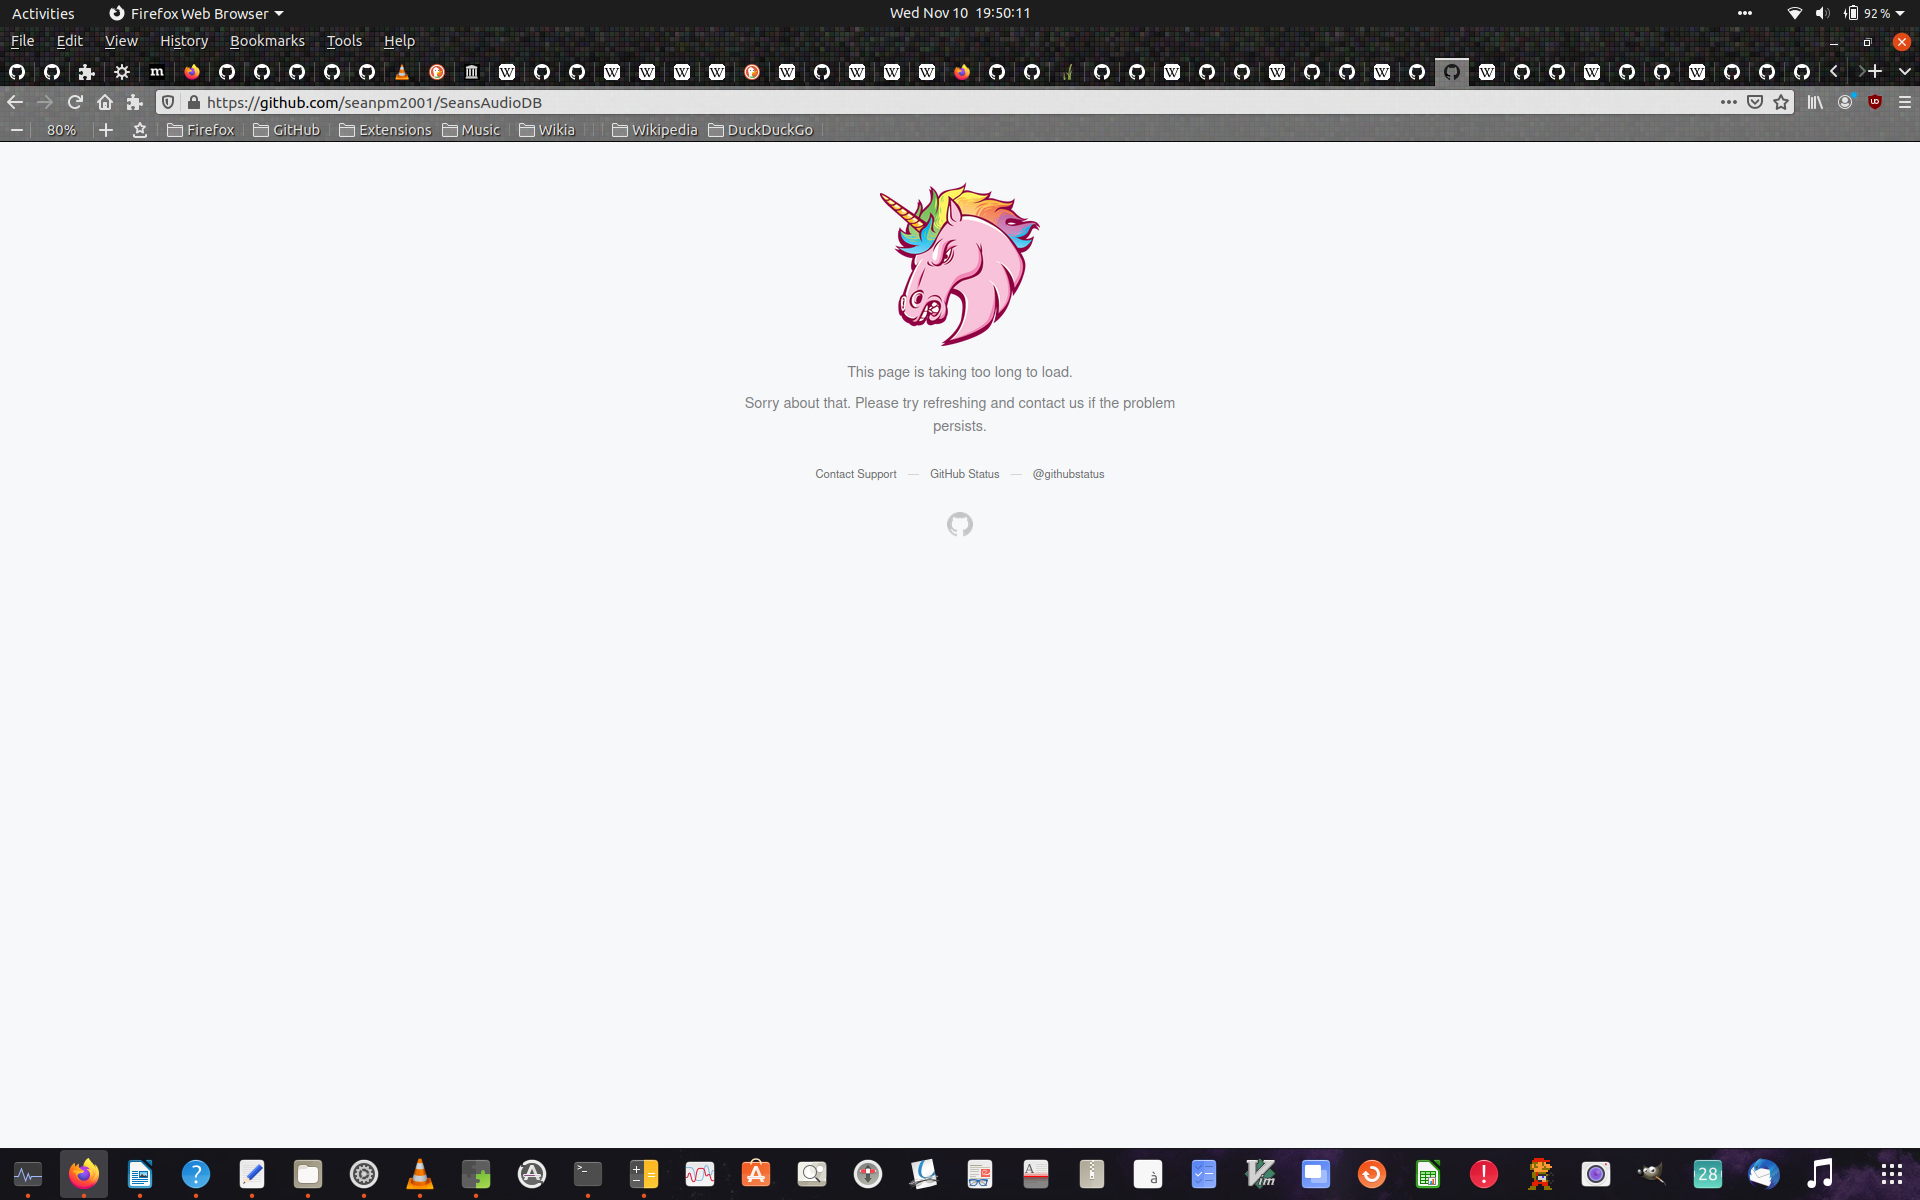 Activities
Firefox Web Browser
Wed Nov 10 19:50:11
92 %
File Edit View History Bookmarks Tools Help
https://github.com/seanpm2001/SeansAudioDB
80%
Firefox
GitHub
Extensions
Music
Wikia
Wikipedia
DuckDuckGo
This page is taking too long to load.
Sorry about that. Please try refreshing and contact us if the problem
persists.
Contact Support — GitHub Status — @githubstatus
28